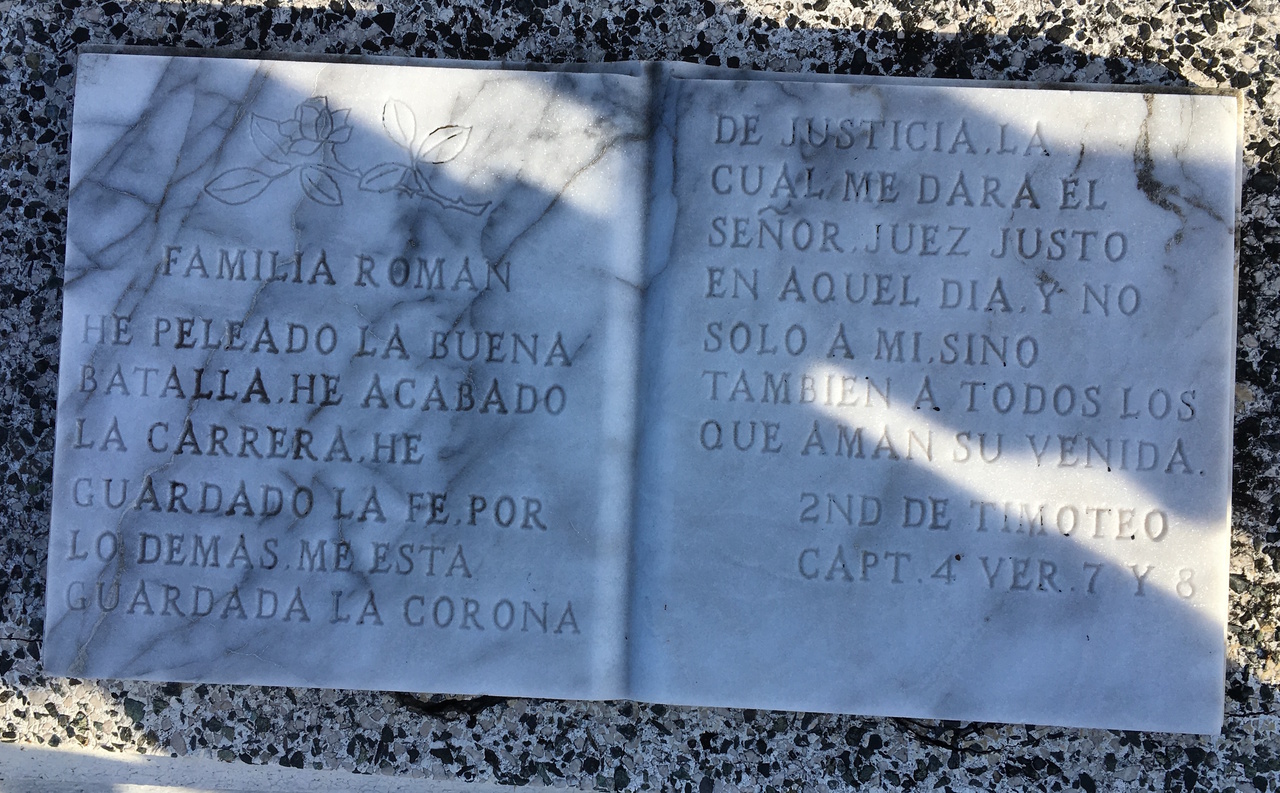 FAMILIA ROMAN
HE PELEADO LA BUENA
BATALLA, HE ACABADO
LA CARRERA, HE
GUARDADO LA FE, POR
LO DEMAS, ME ESTA
GUARDADA LA CORONA
DE JUSTICIA, LA
CUAL ME DARA EL
SEÑOR, JUEZ JUSTO
EN AQUEL DIA, Y NO
SOLO A MI, SINO
TAMBIEN A TODOS LOS
QUE AMAN SU VENIDA.
2ND DE TIMOTEO
CAPT. 4 VER. 7 Y 8